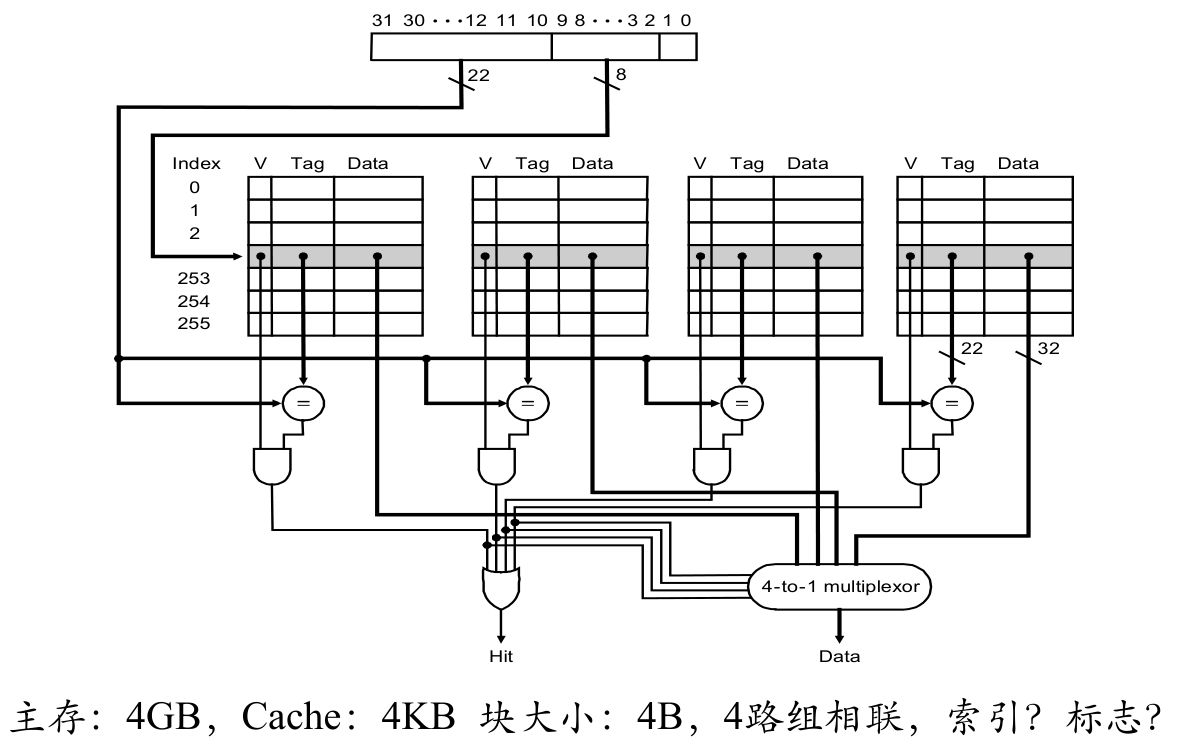 31 30 ···12 11 10 9 8 ···3 2 1 0
22 8
Index V Tag Data V Tag Data V Tag Data V Tag Data
0
1
2
253
254
255
22 32
= = = =
4-to-1 multiplexor
Hit Data
主存：4GB，Cache：4KB 块大小：4B，4路组相联，索引？标志？